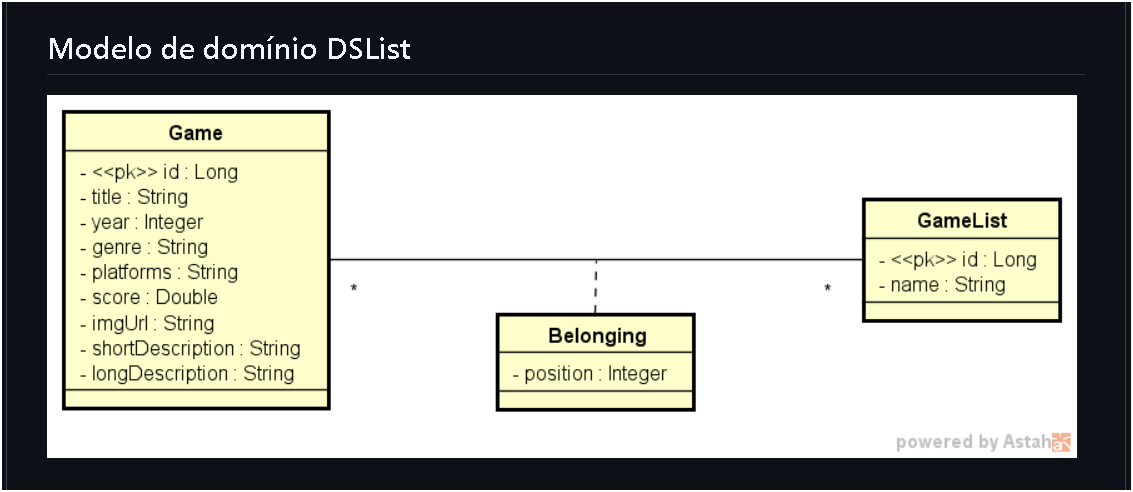 Modelo de domínio DSList
Game
- <<pk>> id : Long
- title : String
- year : Integer
- genre : String
- platforms : String
- score : Double
- imgUrl : String
- shortDescription : String
- longDescription : String
*
*
GameList
- <<pk>> id : Long
- name : String
Belonging
- position : Integer
powered by Astah